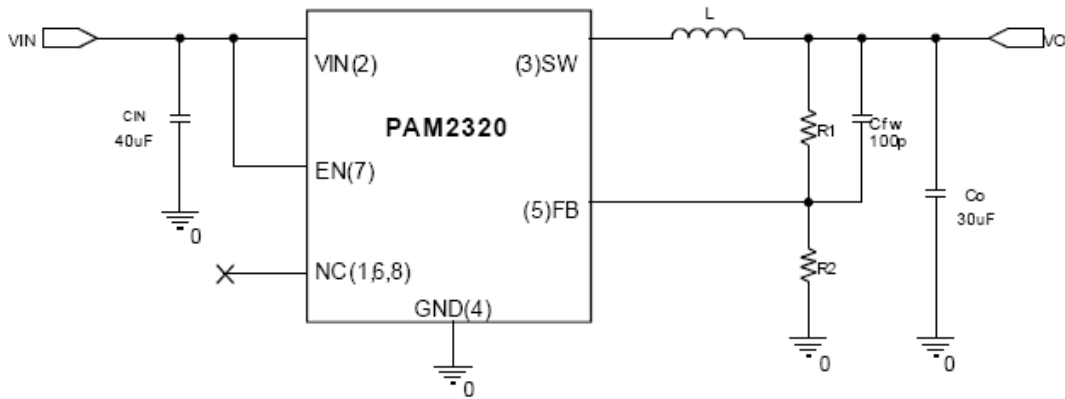 L
VIN
VO
VIN(2)
(3)SW
CIN
40uF
PAM2320
R1
Cfw
100p
EN(7)
(5)FB
Co
30uF
0
NC(1,6,8)
R2
GND(4)
0
0
0